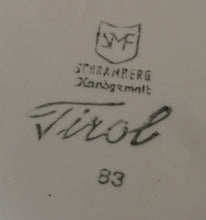 SMF
SCHRAMBERG
Handgemalt
Tirol
83